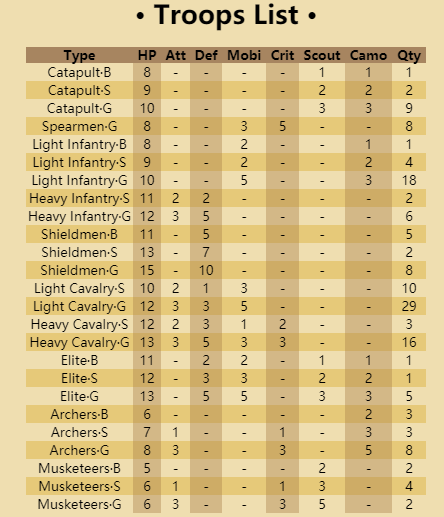 • Troops List •
Type HP Att Def Mobi Crit Scout Camo Qty
Catapult·B 8 - - - - 1 1 1
Catapult·S 9 - - - - 2 2 2
Catapult·G 10 - - - - 3 3 9
Spearmen·G 8 - - 3 5 - - 8
Light Infantry·B 8 - - 2 - - 1 1
Light Infantry·S 9 - - 2 - - 2 4
Light Infantry·G 10 - - 5 - - 3 18
Heavy Infantry·S 11 2 2 - - - - 2
Heavy Infantry·G 12 3 5 - - - - 6
Shieldmen·B 11 - 5 - - - - 5
Shieldmen·S 13 - 7 - - - - 2
Shieldmen·G 15 - 10 - - - - 8
Light Cavalry·S 10 2 1 3 - - - 10
Light Cavalry·G 12 3 3 5 - - - 29
Heavy Cavalry·S 12 2 3 1 2 - - 3
Heavy Cavalry·G 13 3 5 3 3 - - 16
Elite·B 11 - 2 2 - 1 1 1
Elite·S 12 - 3 3 - 2 2 1
Elite·G 13 - 5 5 - 3 3 5
Archers·B 6 - - - - - 2 3
Archers·S 7 1 - - 1 - 3 3
Archers·G 8 3 - - 3 - 5 8
Musketeers·B 5 - - - - 2 - 2
Musketeers·S 6 1 - - 1 3 - 4
Musketeers·G 6 3 - - 3 5 - 2